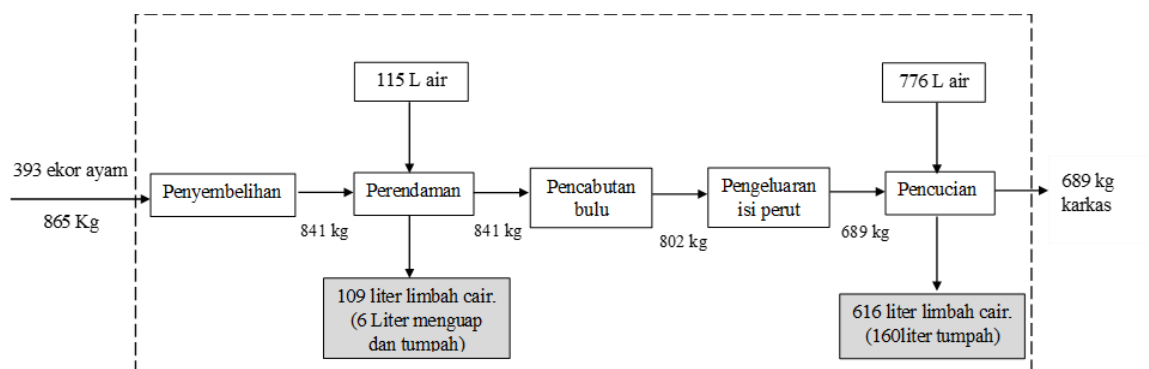 115 L air
776 L air
393 ekor ayam
865 Kg
Penyembelihan
841 kg
Perendaman
841 kg
Pencabutan
bulu
802 kg
Pengeluaran
isi perut
689 kg
Pencucian
689 kg
karkas
109 liter limbah cair.
(6 Liter menguap
dan tumpah)
616 liter limbah cair.
(160liter tumpah)